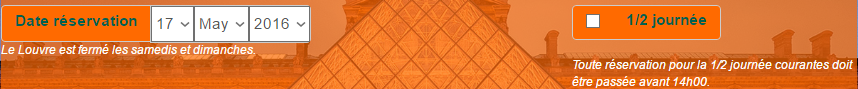 Date réservation 17 May 2016 1/2 journée
Le Louvre est fermé les samedis et dimanches.
Toute réservation pour la 1/2 journée courantes doit
être passée avant 14h00.